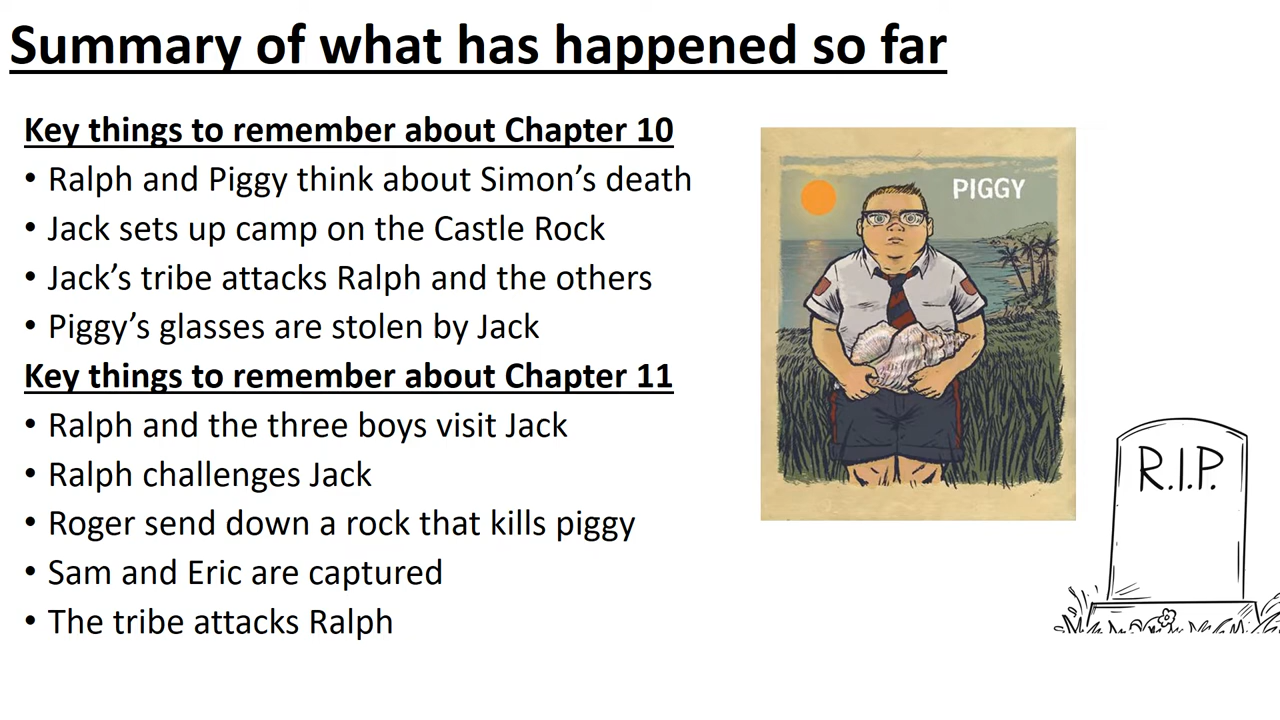 Summary of what has happened so far
Key things to remember about Chapter 10
• Ralph and Piggy think about Simon’s death
• Jack sets up camp on the Castle Rock
• Jack’s tribe attacks Ralph and the others
• Piggy’s glasses are stolen by Jack
Key things to remember about Chapter 11
• Ralph and the three boys visit Jack
• Ralph challenges Jack
• Roger send down a rock that kills piggy
• Sam and Eric are captured
• The tribe attacks Ralph
PIGGY
R.I.P.